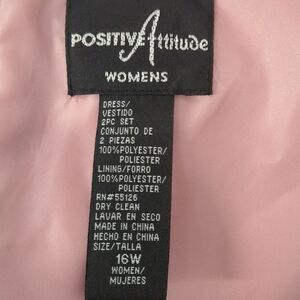 POSITIVE Attitude
WOMENS
DRESS/
VESTIDO
2PC SET
CONJUNTO DE
2 PIEZAS
100%POLYESTER/
POLIESTER
LINING/FORRO
100%POLYESTER/
POLIESTER
RN#55126
DRY CLEAN
LAVAR EN SECO
MADE IN CHINA
HECHO EN CHINA
SIZE/TALLA
16W
WOMEN/
MUJERES